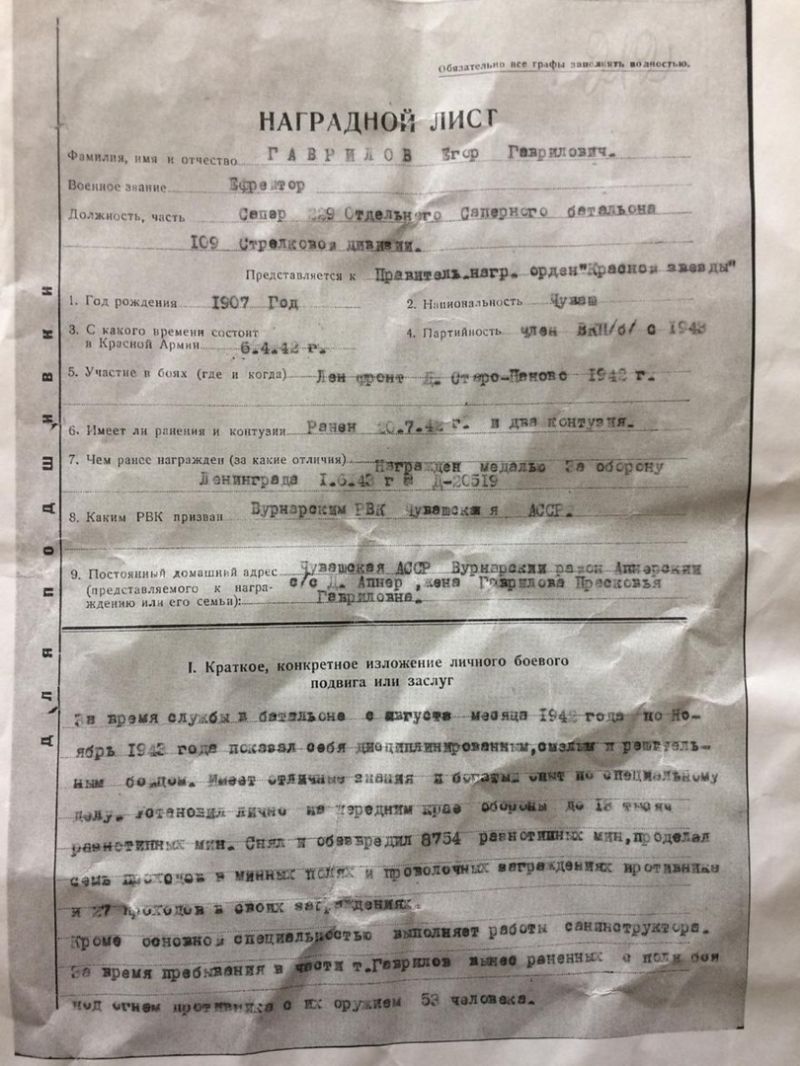 Обязательно все графы заполнять полностью.
НАГРАДНОЙ ЛИСТ
Фамилия, имя и отчество ГАВРИЛОВ Егор Гаврилович.
Военное звание Ефрейтор
Должность, часть Сапер 229 Отдельного Саперного батальона
109 Стрелковой дивизии.
Представляется к Правитель.нагр. орден"Красной звезды"
1. Год рождения 1907 Год
2. Национальность Чуваш
3. С какого времени состоит
в Красной Армии 6.4.42 г.
4. Партийность член ВКП/б/ с 1943
5. Участие в боях (где и когда) Лен фронт Д. Старо-Паново 1942 г.
6. Имеет ли ранения и контузии Ранен 20.7.42 г. и два контузия.
7. Чем ранее награжден (за какие отличия) Награжден медалью За оборону
Ленинграда 1.6.43 г № Д-20519
8. Каким РВК призван Вурнарским РВК Чувашская АССР.
9. Постоянный домашний адрес Чувашская АССР Вурнарский район Апнерский
(представляемого к награ- с/с Д. Апнер ,жена Гаврилова Прасковья
ждению или его семьи): Гавриловна.
Для подшивки
I. Краткое, конкретное изложение личного боевого
подвига или заслуг
За время службы в батальоне с августа месяца 1942 года по но-
ябрь 1943 года показал себя дисциплинированным,смелым и решитель-
ным бойцом. Имеет отличные знания и богатый опыт по специальному
делу. Установил лично на переднем крае обороны до 12 тысяч
разнотипных мин. Снял и обезвредил 8754 разнотипных мин,проделал
семь проходов в минных полях и проволочных заграждениях противника
и 27 проходов в своих заграждениях.
Кроме основной специальностью выполняет работы санинструктора.
За время пребывания в части т.Гаврилов вынес раненных с поля боя
под огнем противника с их оружием 53 человека.